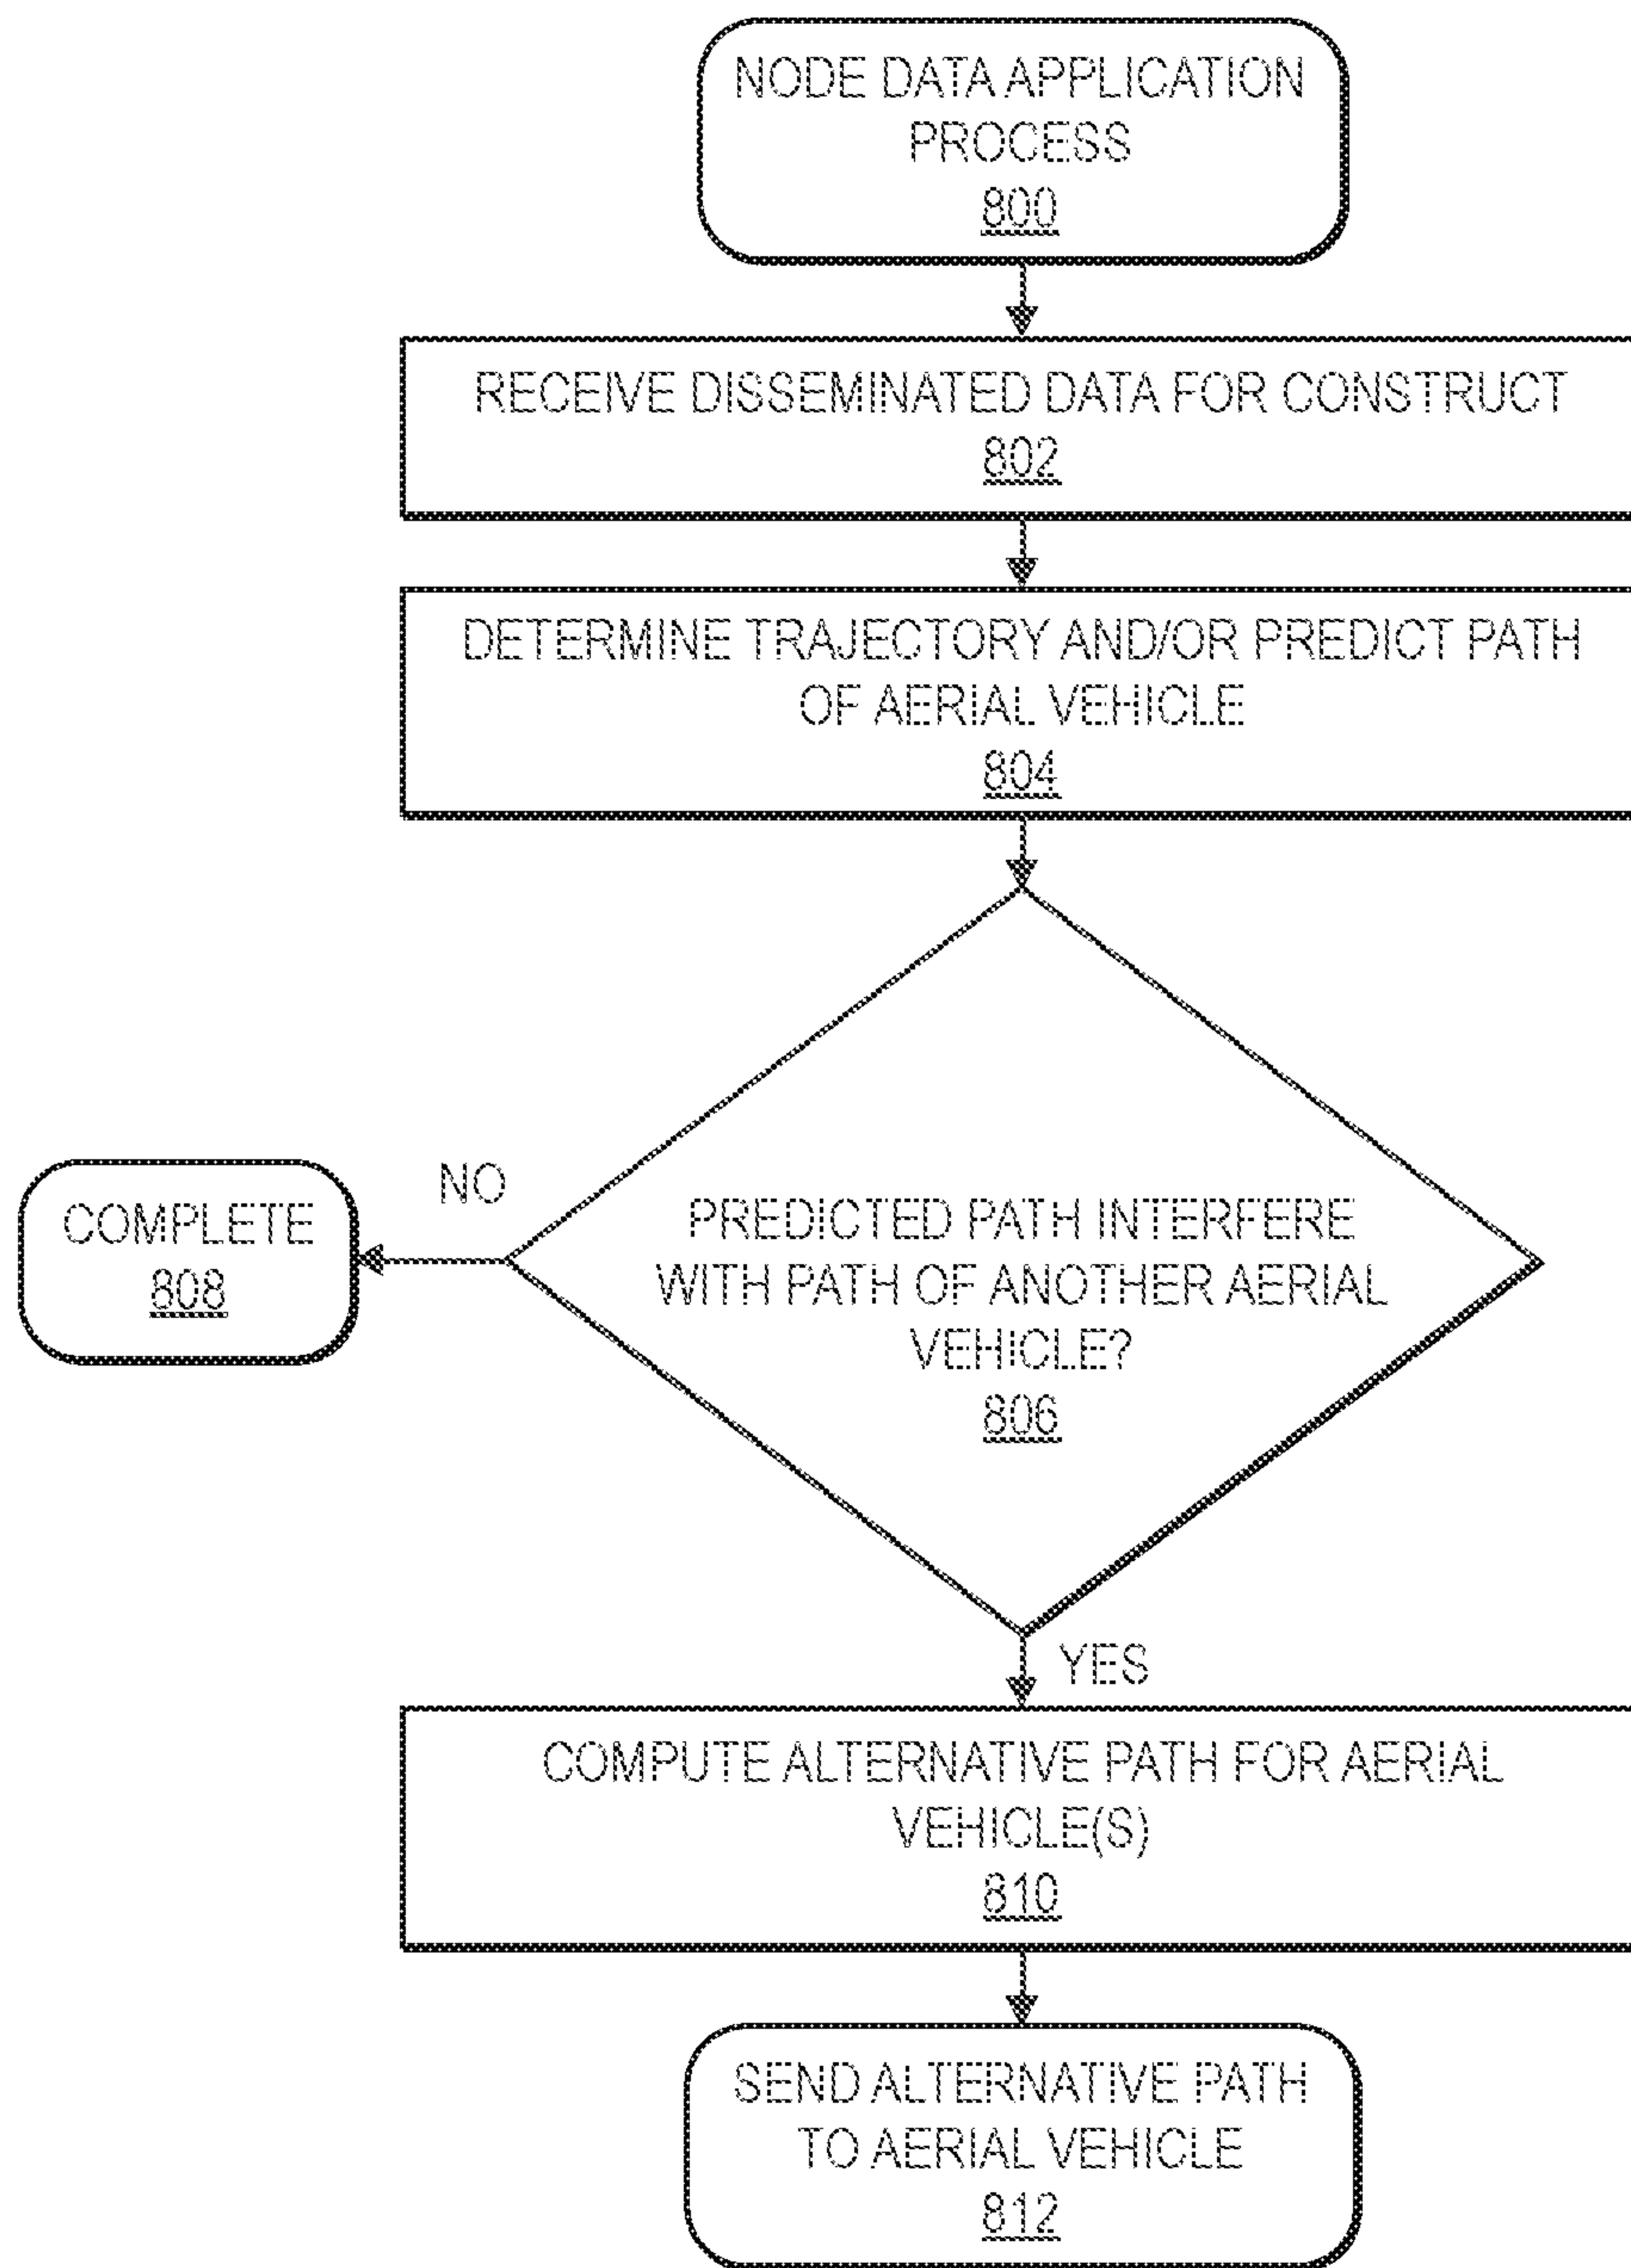 NODE DATA APPLICATION
PROCESS
800
RECEIVE DISSEMINATED DATA FOR CONSTRUCT
802
DETERMINE TRAJECTORY AND/OR PREDICT PATH
OF AERIAL VEHICLE
804
PREDICTED PATH INTERFERE
WITH PATH OF ANOTHER AERIAL
VEHICLE?
806
NO
COMPLETE
808
YES
COMPUTE ALTERNATIVE PATH FOR AERIAL
VEHICLE(S)
810
SEND ALTERNATIVE PATH
TO AERIAL VEHICLE
812